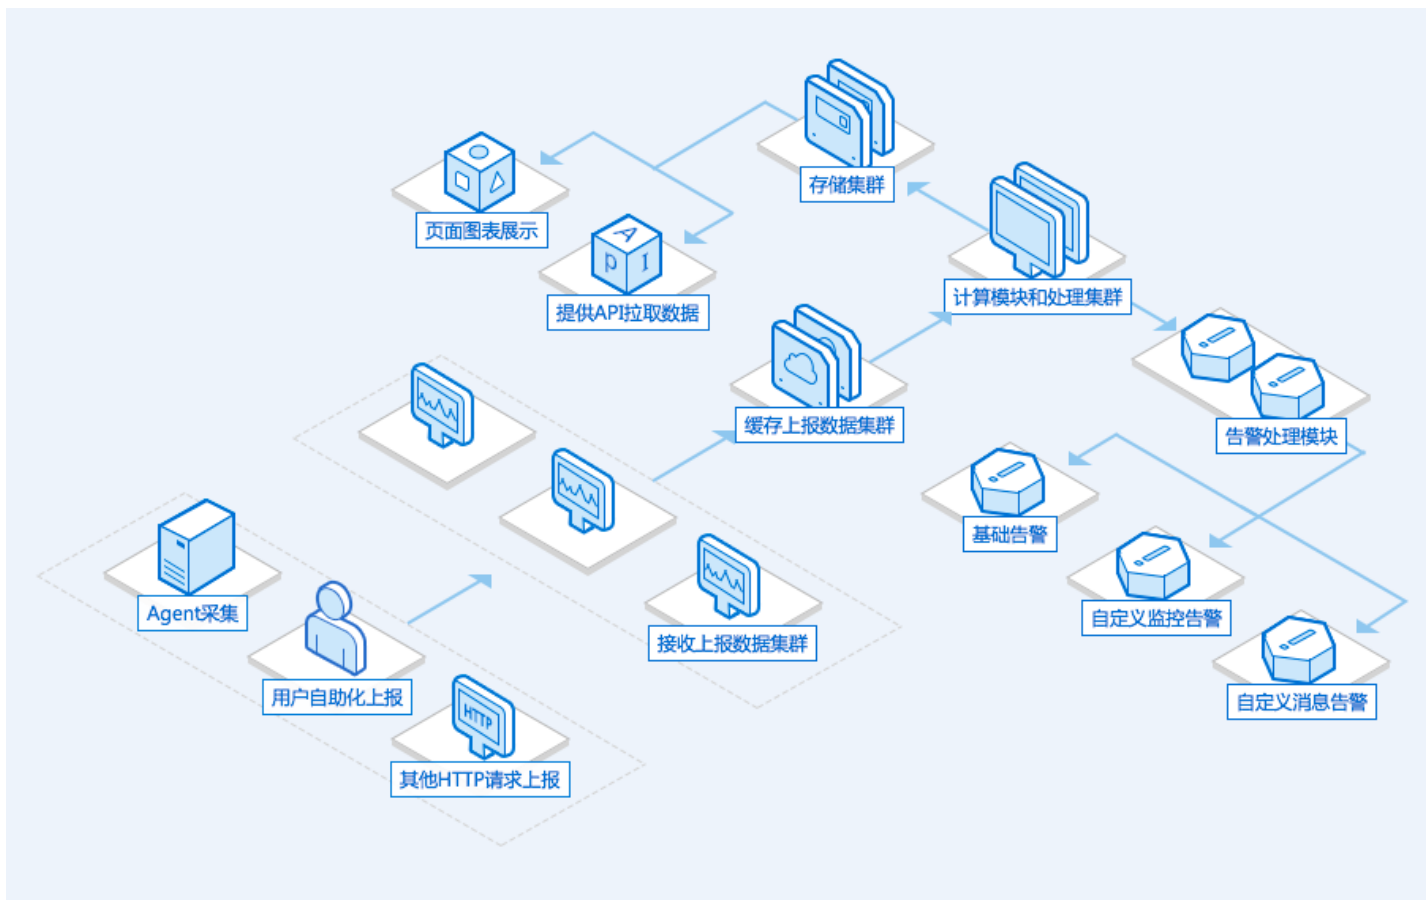 存储集群
页面图表展示
A
P
I
提供API拉取数据
计算模块和处理集群
缓存上报数据集群
告警处理模块
基础告警
自定义监控告警
自定义消息告警
接收上报数据集群
Agent采集
用户自助化上报
HTTP
其他HTTP请求上报